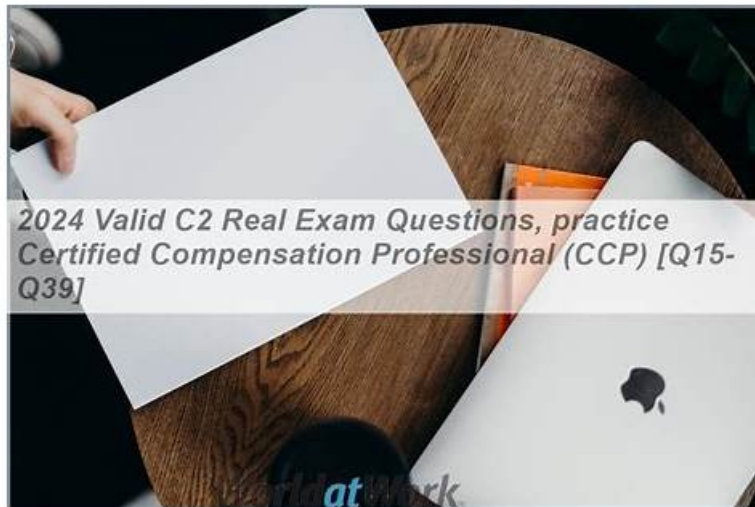 2024 Valid C2 Real Exam Questions, practice
Certified Compensation Professional (CCP) [Q15-
Q39]
WorldatWork